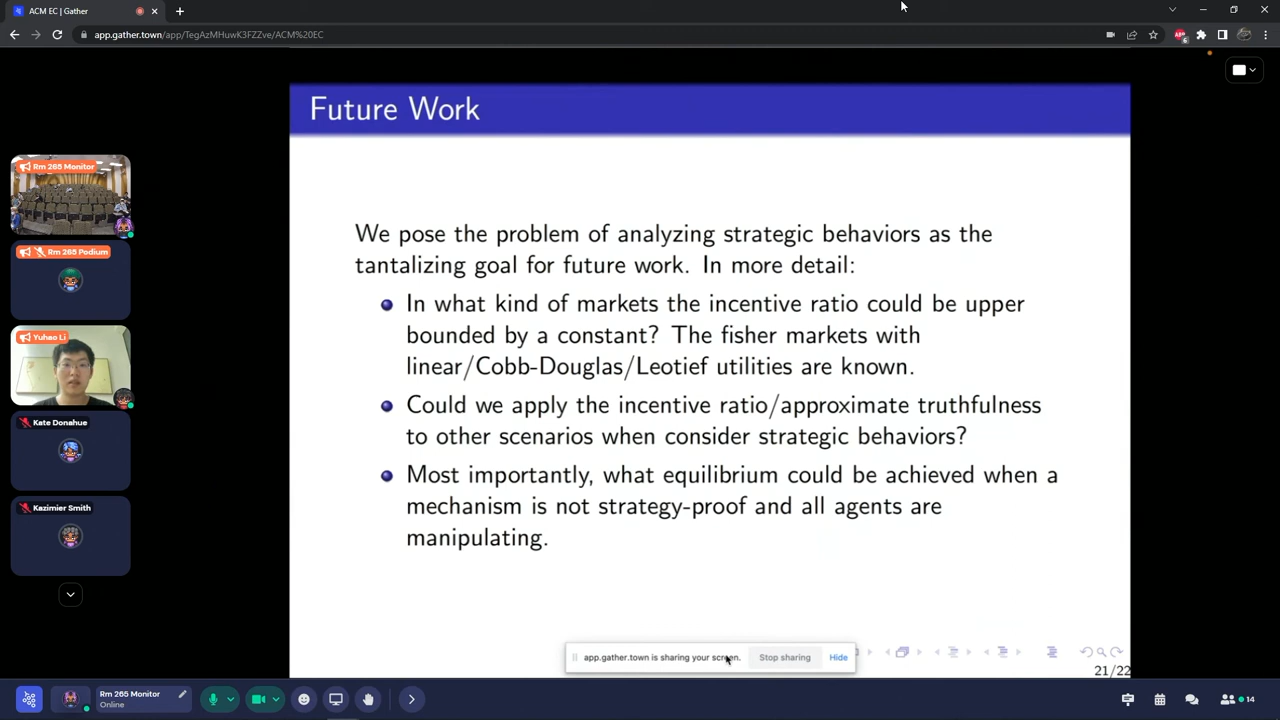 ACM EC | Gather
app.gather.town/app/TegAzMHuwK3FZZve/ACM%20EC
6
Future Work
We pose the problem of analyzing strategic behaviors as the
tantalizing goal for future work. In more detail:
In what kind of markets the incentive ratio could be upper
bounded by a constant? The fisher markets with
linear/Cobb-Douglas/Leotief utilities are known.
Could we apply the incentive ratio/approximate truthfulness
to other scenarios when consider strategic behaviors?
Most importantly, what equilibrium could be achieved when a
mechanism is not strategy-proof and all agents are
manipulating.
Rm 265 Monitor
Rm 265 Podium
Yuhao Li
Kate Donahue
Kazimier Smith
app.gather.town is sharing your screen.
Stop sharing
Hide
21/22
Rm 265 Monitor
Online
14